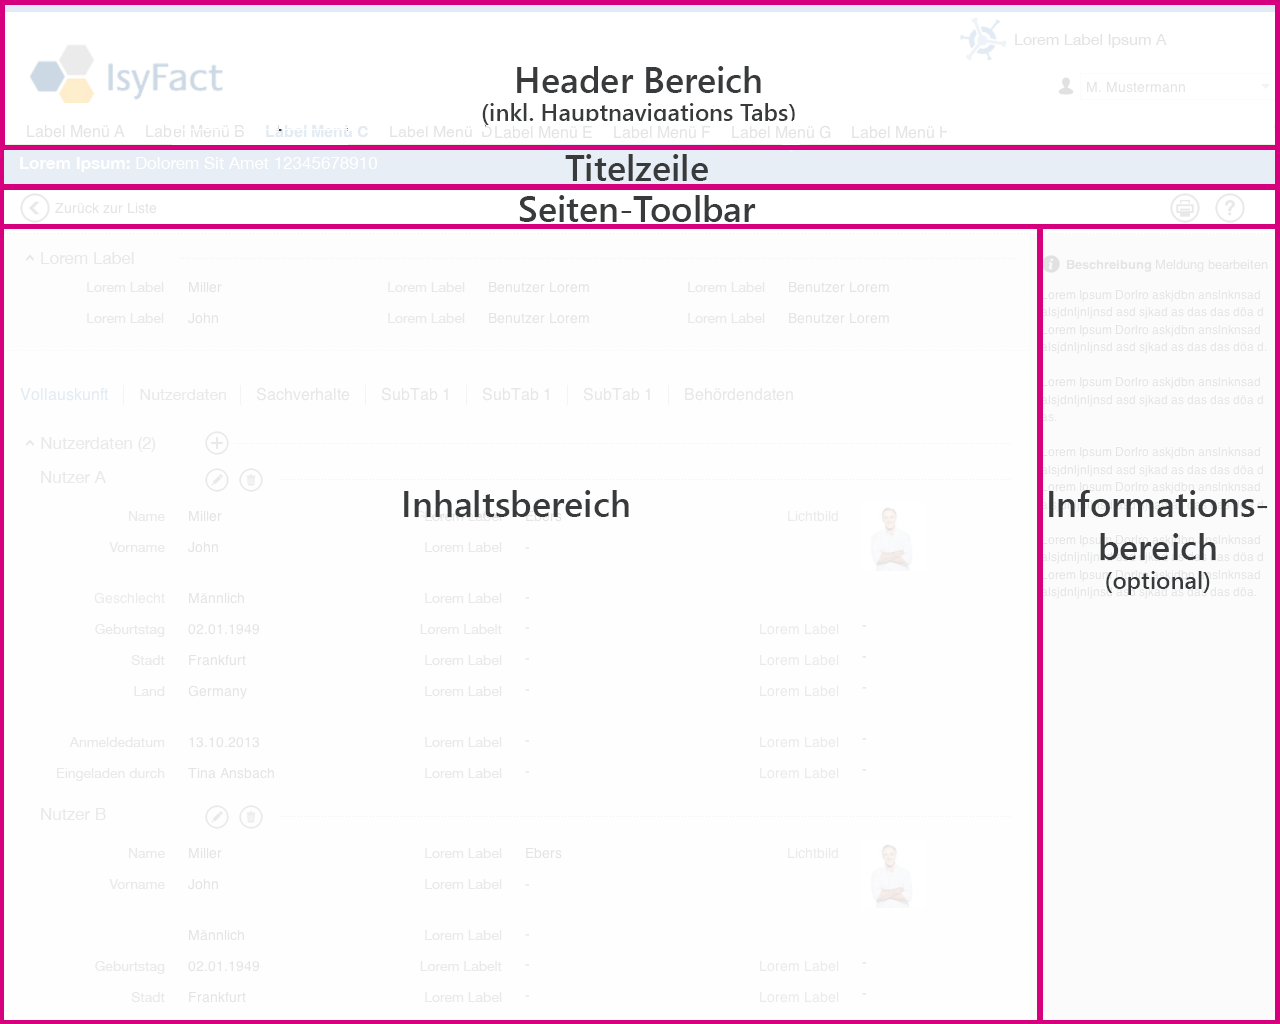 Lorem Label Ipsum A
IsyFact
Header Bereich
M. Mustermann
(inkl. Hauptnavigations Tabs)
Label Menü A Label Menü B Label Menü C Label Menü D Label Menü E Label Menü F Label Menü G Label Menü H
Lorem Ipsum: Dolorem Sit Amet 12345678910
Titelzeile
Zurück zur Liste
Seiten-Toolbar
?
Lorem Label
Lorem Label Miller Lorem Label Benutzer Lorem Lorem Label Benutzer Lorem
Lorem Label John Lorem Label Benutzer Lorem Lorem Label Benutzer Lorem
Vollauskunft Nutzerdaten Sachverhalte SubTab 1 SubTab 1 SubTab 1 Behördendaten
Nutzerdaten (2)
Nutzer A
Inhaltsbereich
Name Miller Lorem Label Ebers Lichtbild
Vorname John Lorem Label -
Geschlecht Männlich Lorem Label -
Geburtstag 02.01.1949 Lorem Labelt - Lorem Label -
Stadt Frankfurt Lorem Label - Lorem Label -
Land Germany Lorem Label - Lorem Label -
Anmeldedatum 13.10.2013 Lorem Label - Lorem Label -
Eingeladen durch Tina Ansbach Lorem Label - Lorem Label -
Nutzer B
Name Miller Lorem Label Ebers Lichtbild
Vorname John Lorem Label -
Männlich Lorem Label -
Geburtstag 02.01.1949 Lorem Labelt - Lorem Label -
Stadt Frankfurt Lorem Label - Lorem Label -
i Beschreibung Meldung bearbeiten
Lorem Ipsum Dorlro askjdbn anslnknsad
alsjdnljnljnsd asd sjkad as das das döa d
Lorem Ipsum Dorlro askjdbn anslnknsad
alsjdnljnljnsd asd sjkad as das das döa d.
Lorem Ipsum Dorlro askjdbn anslnknsad
alsjdnljnljnsd asd sjkad as das das döa d
as.
Lorem Ipsum Dorlro askjdbn anslnknsad
alsjdnljnljnsd asd sjkad as das das döa d
Lorem Ipsum Dorlro askjdbn anslnknsad
Informations-
bereich
(optional)
Lorem Ipsum Dorlro askjdbn anslnknsad
alsjdnljnljnsd asd sjkad as das das döa d
Lorem Ipsum Dorlro askjdbn anslnknsad
alsjdnljnljnsd asd sjkad as das das döa.